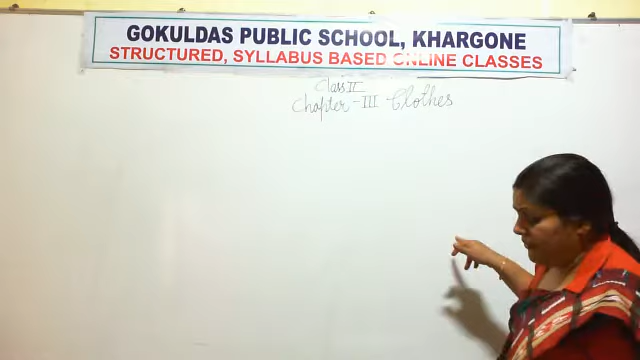 GOKULDAS PUBLIC SCHOOL, KHARGONE
STRUCTURED, SYLLABUS BASED ONLINE CLASSES
Class II
Chapter - III Clothes